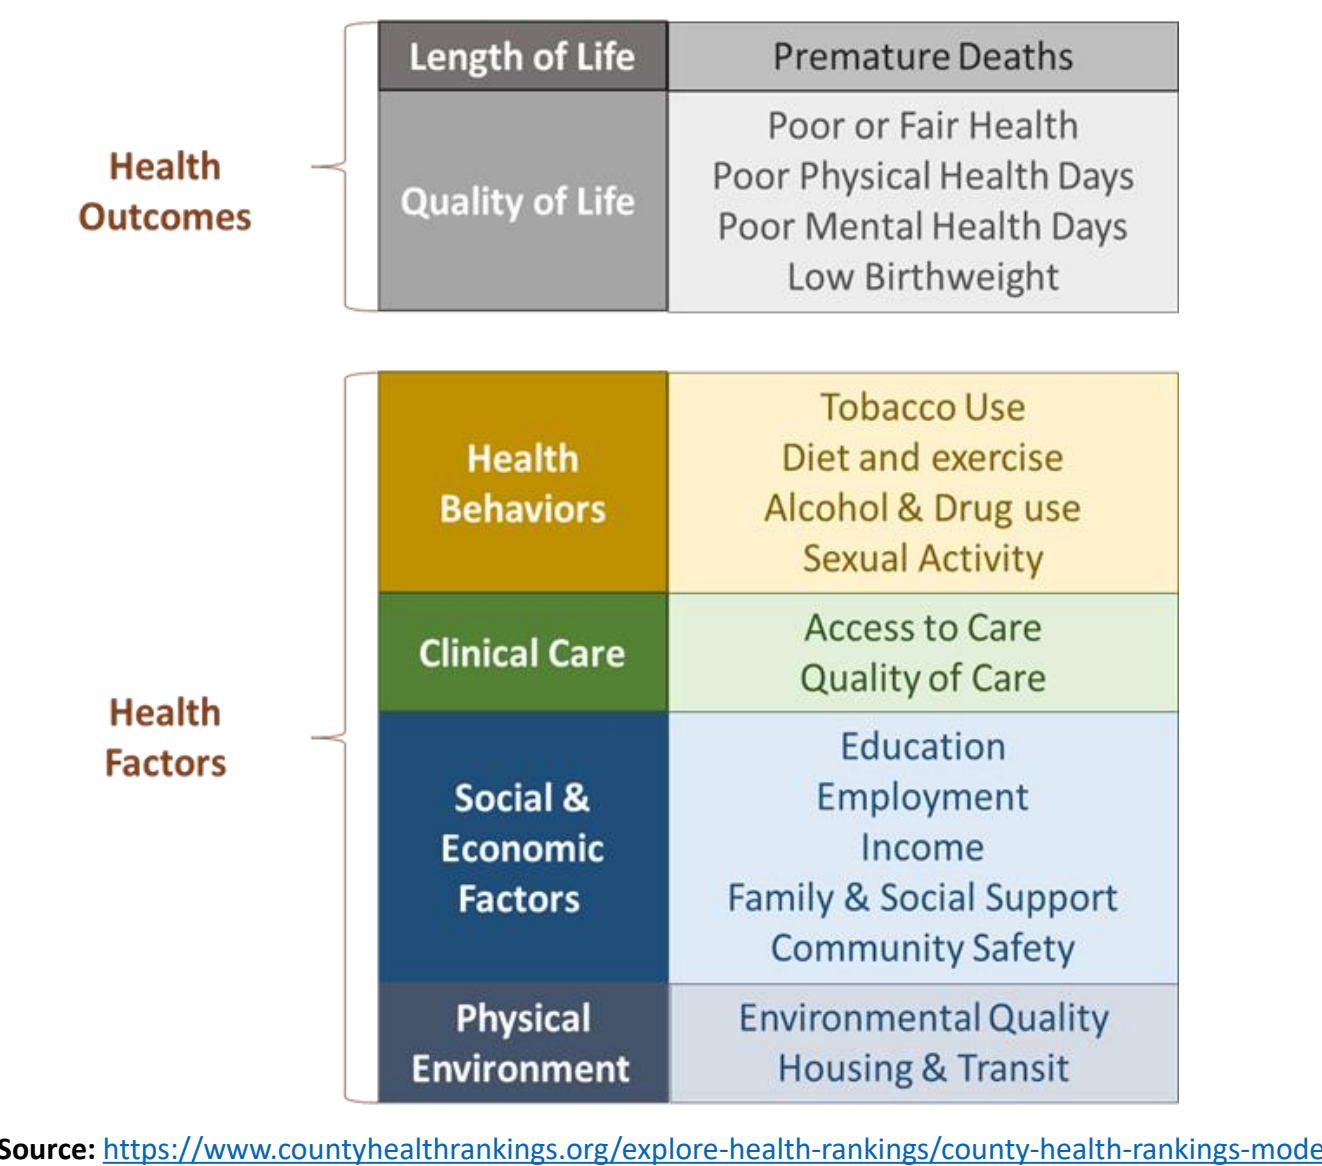 Length of Life
Premature Deaths
Health
Outcomes
Quality of Life
Poor or Fair Health
Poor Physical Health Days
Poor Mental Health Days
Low Birthweight
Health
Factors
Health
Behaviors
Tobacco Use
Diet and exercise
Alcohol & Drug use
Sexual Activity
Clinical Care
Access to Care
Quality of Care
Social &
Economic
Factors
Education
Employment
Income
Family & Social Support
Community Safety
Physical
Environment
Environmental Quality
Housing & Transit
Source: https://www.countyhealthrankings.org/explore-health-rankings/county-health-rankings-mode